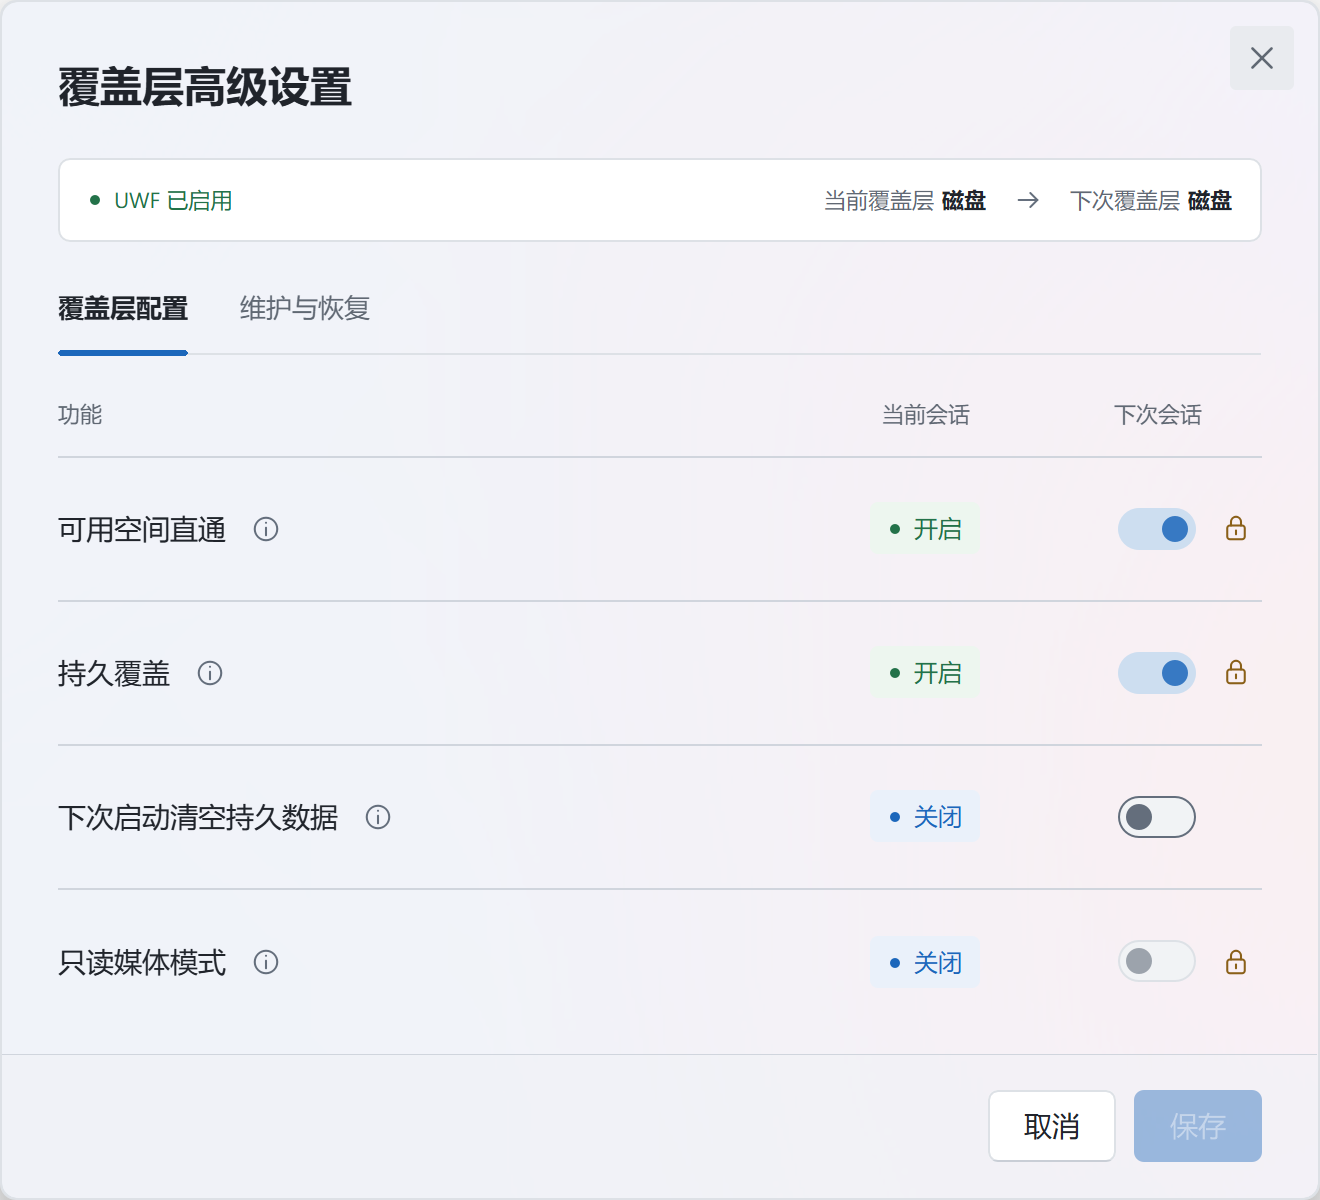 覆盖层高级设置
UWF 已启用 当前覆盖层 磁盘 → 下次覆盖层 磁盘
覆盖层配置 维护与恢复
功能 当前会话 下次会话
可用空间直通 开启
持久覆盖 开启
下次启动清空持久数据 关闭
只读媒体模式 关闭
取消 保存